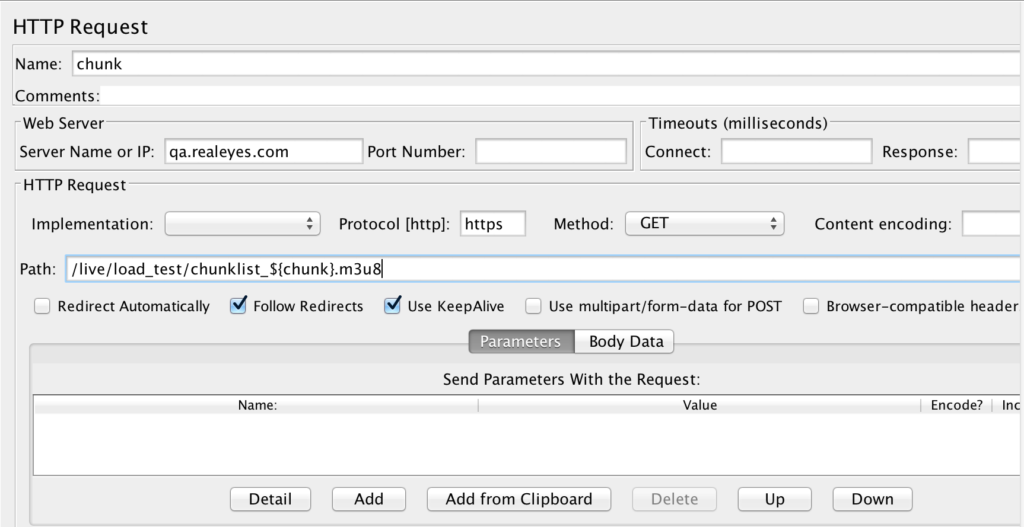 HTTP Request
Name: chunk
Comments:
Web Server
Timeouts (milliseconds)
Server Name or IP: qa.realeyes.com Port Number: Connect: Response:
HTTP Request
Implementation: Protocol [http]: https Method: GET Content encoding:
Path: /live/load_test/chunklist_${chunk}.m3u8
Redirect Automatically Follow Redirects Use KeepAlive Use multipart/form-data for POST Browser-compatible header
Parameters Body Data
Send Parameters With the Request:
Name: Value Encode? Inc
Detail Add Add from Clipboard Delete Up Down